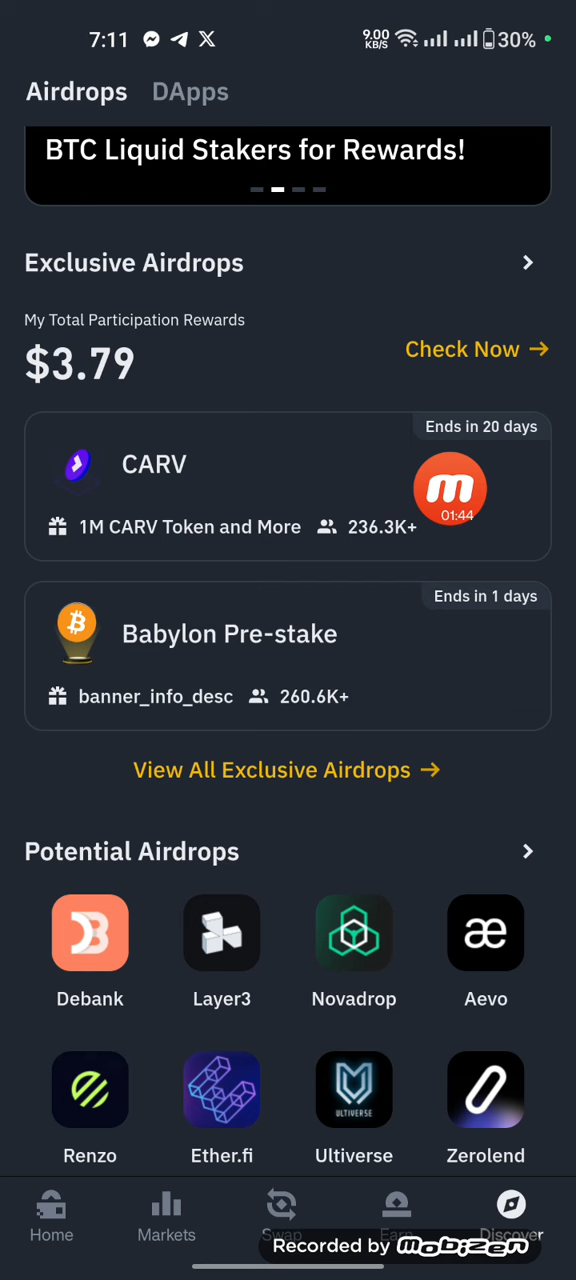 7:11
9.00
KB/S
30%
Airdrops DApps
BTC Liquid Stakers for Rewards!
Exclusive Airdrops
My Total Participation Rewards
$3.79
Check Now
Ends in 20 days
CARV
m
01:44
1M CARV Token and More 236.3K+
Ends in 1 days
Babylon Pre-stake
banner_info_desc 260.6K+
View All Exclusive Airdrops
Potential Airdrops
Debank Layer3 Novadrop Aevo
ULTIVERSE
Renzo Ether.fi Ultiverse Zerolend
Home Markets Swap Earn Discover
Recorded by mobizen